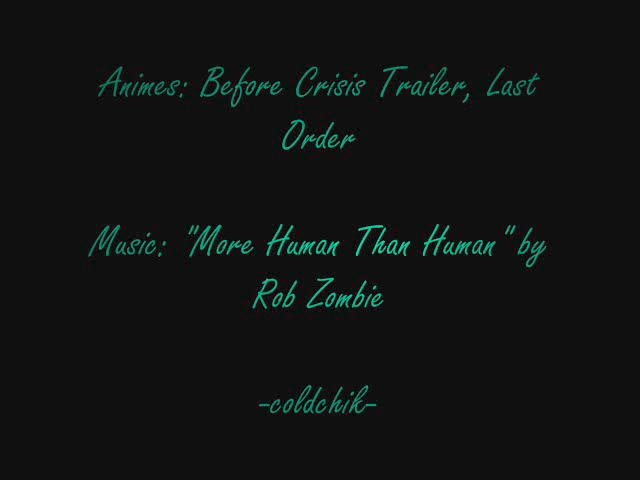 Animes: Before Crisis Trailer, Last
Order
Music: "More Human Than Human" by
Rob Zombie
-coldchik-